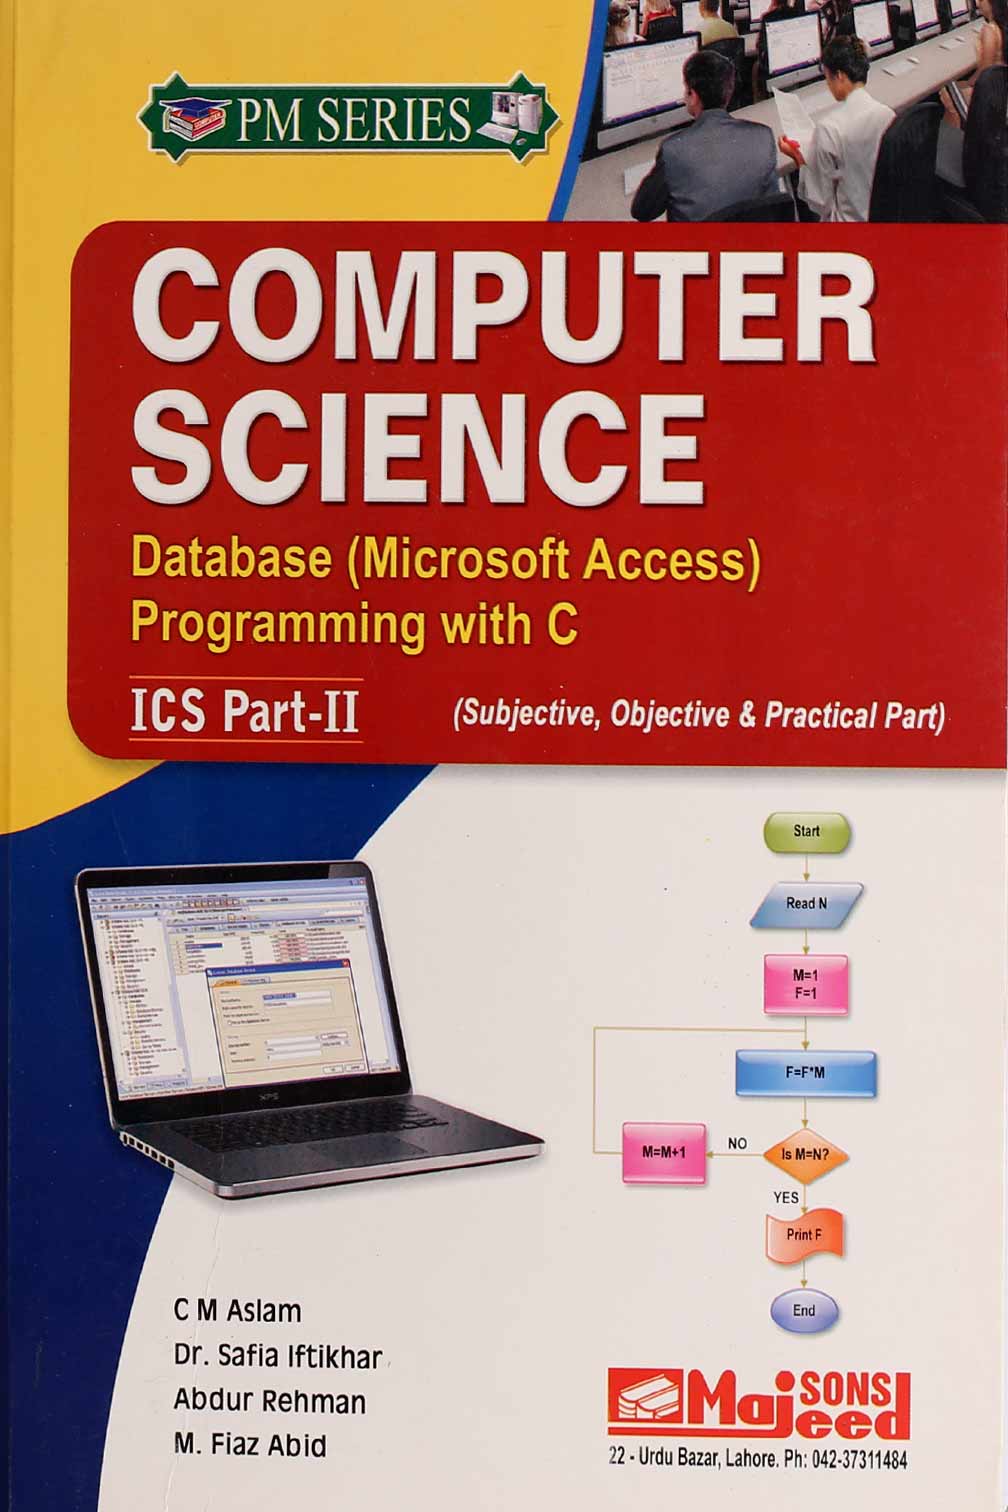 PM SERIES
COMPUTER
SCIENCE
Database (Microsoft Access)
Programming with C
ICS Part-II
(Subjective, Objective & Practical Part)
Start
Read N
M=1
F=1
F=F*M
Is M=N?
NO
M=M+1
YES
Print F
End
XPS
C M Aslam
Dr. Safia Iftikhar
Abdur Rehman
M. Fiaz Abid
Majeed SONS
22 - Urdu Bazar, Lahore. Ph: 042-37311484